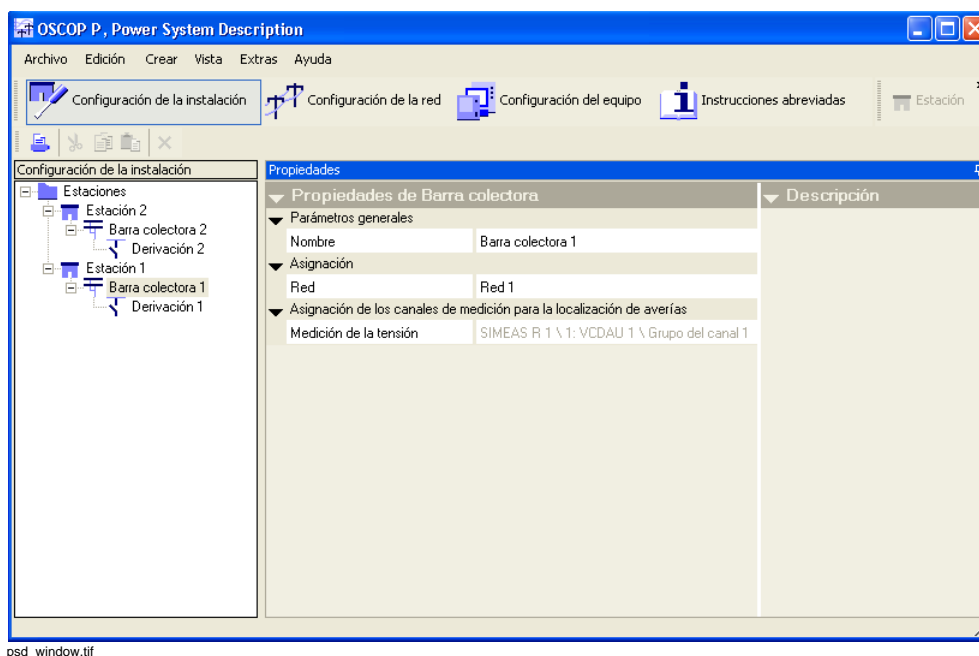 OSCOP P, Power System Description
Archivo Edición Crear Vista Extras Ayuda
Configuración de la instalación Configuración de la red Configuración del equipo Instrucciones abreviadas Estación
Configuración de la instalación
Estaciones
Estación 2
Barra colectora 2
Derivación 2
Estación 1
Barra colectora 1
Derivación 1
Propiedades
Propiedades de Barra colectora
Parámetros generales
Nombre Barra colectora 1
Asignación
Red Red 1
Asignación de los canales de medición para la localización de averías
Medición de la tensión SIMEAS R 1 \ 1: VCDAU 1 \ Grupo del canal 1
Descripción
psd_window.tif